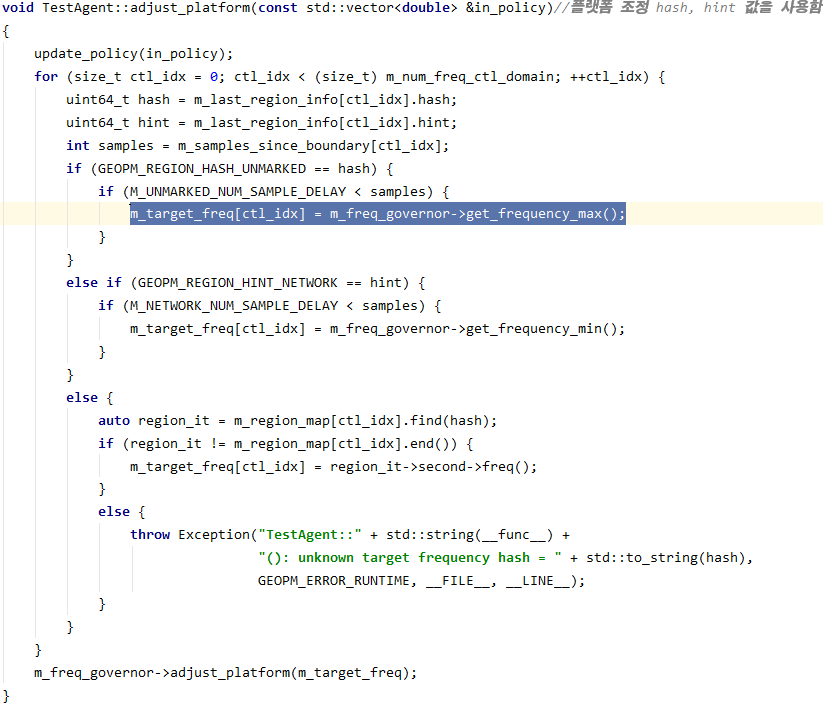 void TestAgent::adjust_platform(const std::vector<double> &in_policy)//플랫폼 조정 hash, hint 값을 사용함
{
    update_policy(in_policy);
    for (size_t ctl_idx = 0; ctl_idx < (size_t) m_num_freq_ctl_domain; ++ctl_idx) {
        uint64_t hash = m_last_region_info[ctl_idx].hash;
        uint64_t hint = m_last_region_info[ctl_idx].hint;
        int samples = m_samples_since_boundary[ctl_idx];
        if (GEOPM_REGION_HASH_UNMARKED == hash) {
            if (M_UNMARKED_NUM_SAMPLE_DELAY < samples) {
                m_target_freq[ctl_idx] = m_freq_governor->get_frequency_max();
            }
        }
        else if (GEOPM_REGION_HINT_NETWORK == hint) {
            if (M_NETWORK_NUM_SAMPLE_DELAY < samples) {
                m_target_freq[ctl_idx] = m_freq_governor->get_frequency_min();
            }
        }
        else {
            auto region_it = m_region_map[ctl_idx].find(hash);
            if (region_it != m_region_map[ctl_idx].end()) {
                m_target_freq[ctl_idx] = region_it->second->freq();
            }
            else {
                throw Exception("TestAgent::" + std::string(__func__) +
                                "(): unknown target frequency hash = " + std::to_string(hash),
                                GEOPM_ERROR_RUNTIME, __FILE__, __LINE__);
            }
        }
    }
    m_freq_governor->adjust_platform(m_target_freq);
}